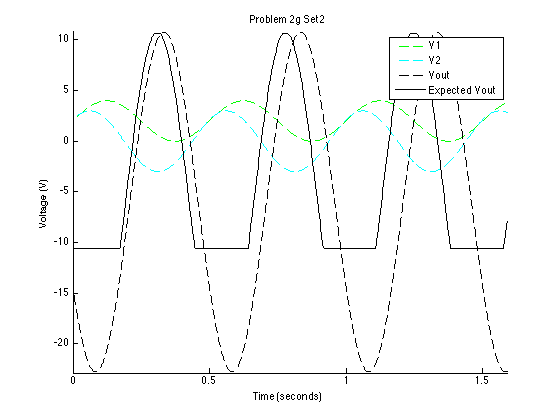 Problem 2g Set2
V1
V2
Vout
Expected Vout
10
5
0
-5
-10
-15
-20
Voltage (V)
0
0.5
1
1.5
Time (seconds)